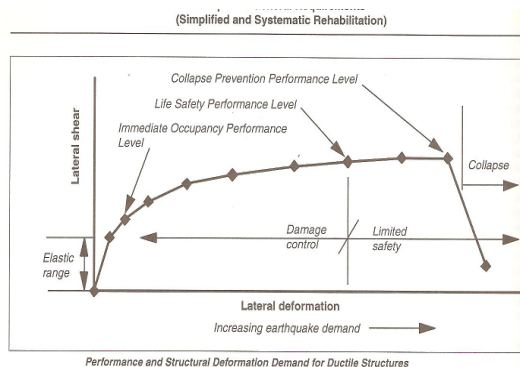 (Simplified and Systematic Rehabilitation)
Collapse Prevention Performance Level
Life Safety Performance Level
Immediate Occupancy Performance
Level
Lateral shear
Collapse
Damage
control
Limited
safety
Elastic
range
Lateral deformation
Increasing earthquake demand
Performance and Structural Deformation Demand for Ductile Structures